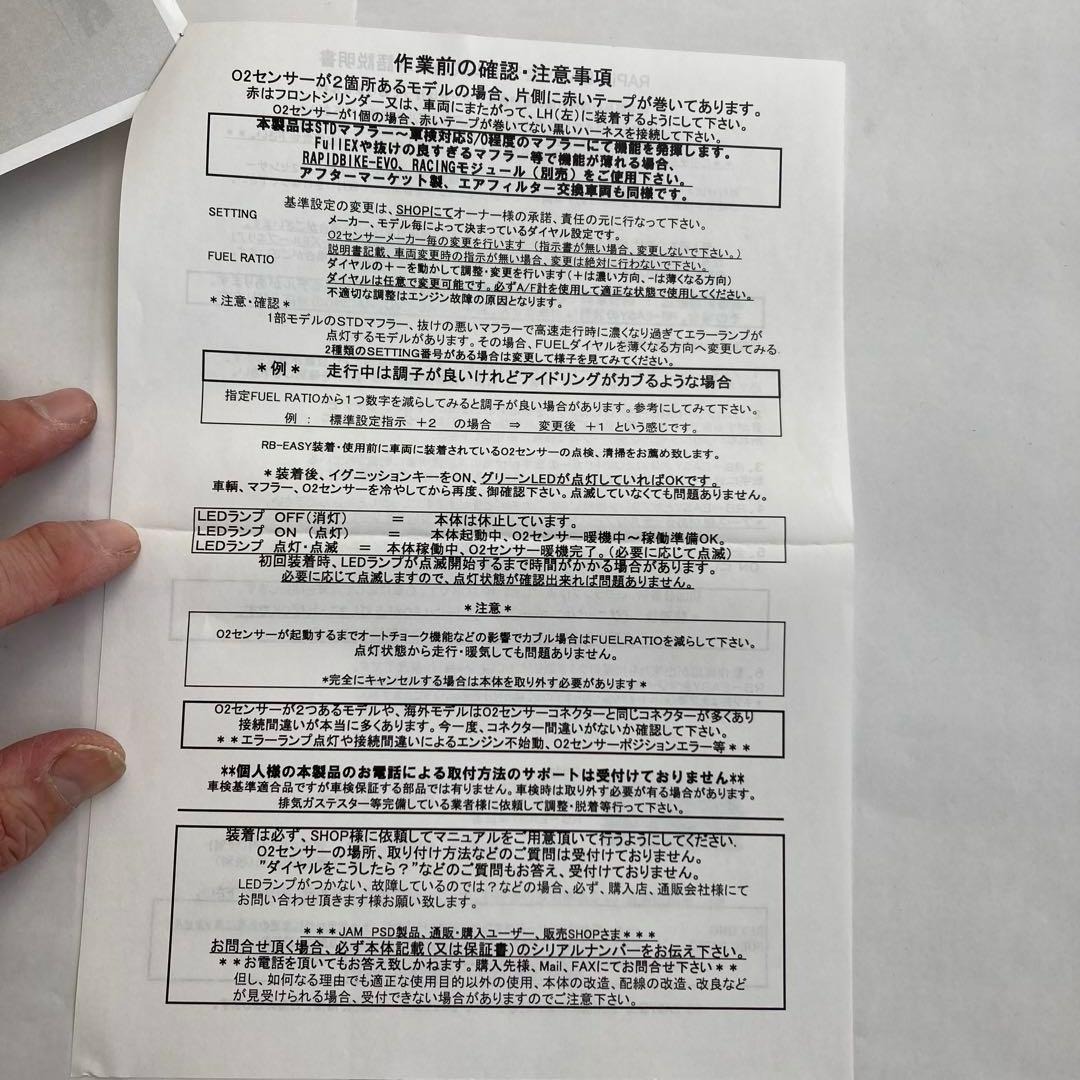 作業前の確認・注意事項
O2センサーが2箇所あるモデルの場合、片側に赤いテープが巻いてあります。
赤はフロントシリンダー又は、車両にまたがって、LH(左)に装着するようにして下さい。
O2センサーが1個の場合、赤いテープが巻いてない黒いハーネスを接続して下さい。
本製品はSTDマフラー～車検対応S/O程度のマフラーにて機能を発揮します。
FullEXや抜けの良すぎるマフラー等で機能が薄れる場合、
RAPIDBIKE-EVO、RACINGモジュール(別売)をご使用下さい。
アフターマーケット製、エアフィルター交換車両も同様です。
基準設定の変更は、SHOPにてオーナー様の承諾、責任の元に行なって下さい。
SETTING メーカー、モデル毎によって決まっているダイヤル設定です。
O2センサーメーカー毎の変更を行います(指示書が無い場合、変更しないで下さい。)
説明書記載、車両変更時の指示が無い場合、変更は絶対に行わないで下さい。
FUEL RATIO ダイヤルの+-を動かして調整・変更を行います(+は濃い方向、-は薄くなる方向)
ダイヤルは任意で変更可能です。必ずA/F計を使用して適正な状態で使用してください。
不適切な調整はエンジン故障の原因となります。
*注意・確認*
1部モデルのSTDマフラー、抜けの悪いマフラーで高速走行時に濃くなり過ぎてエラーランプが
点灯するモデルがあります。その場合、FUELダイヤルを薄くなる方向へ変更してみる
2種類のSETTING番号がある場合は変更して様子を見てみてください。
*例* 走行中は調子が良いけれどアイドリングがカブるような場合
指定FUEL RATIOから1つ数字を減らしてみると調子が良い場合があります。参考にしてみて下さい。
例 : 標準設定指示 +2 の場合 ⇒ 変更後 +1 という感じです。
RB-EASY装着・使用前に車両に装着されているO2センサーの点検、清掃をお薦め致します。
*装着後、イグニッションキーをON、グリーンLEDが点灯していればOKです。
車輌、マフラー、O2センサーを冷やしてから再度、御確認下さい。点滅していなくても問題ありません。
LEDランプ OFF(消灯) = 本体は休止しています。
LEDランプ ON (点灯) = 本体起動中、O2センサー暖機中～稼働準備OK。
LEDランプ 点灯・点滅 = 本体稼働中、O2センサー暖機完了。(必要に応じて点滅)
初回装着時、LEDランプが点滅開始するまで時間がかかる場合があります。
必要に応じて点滅しますので、点灯状態が確認出来れば問題ありません。
*注意*
O2センサーが起動するまでオートチョーク機能などの影響でカブル場合はFUELRATIOを減らして下さい。
点灯状態から走行・暖気しても問題ありません。
*完全にキャンセルする場合は本体を取り外す必要があります*
O2センサーが2つあるモデルや、海外モデルはO2センサーコネクターと同じコネクターが多くあり
接続間違いが本当に多くあります。今一度、コネクター間違いがないか確認して下さい。
**エラーランプ点灯や接続間違いによるエンジン不始動、O2センサーポジションエラー等**
**個人様の本製品のお電話による取付方法のサポートは受付けておりません**
車検基準適合品ですが車検保証する部品では有りません。車検時は取り外す必要が有る場合があります。
排気ガステスター等完備している業者様に依頼して調整・脱着等行って下さい。
装着は必ず、SHOP様に依頼してマニュアルをご用意頂いて行うようにしてください.
O2センサーの場所、取り付け方法などのご質問は受付けておりません。
"ダイヤルをこうしたら？"などのご質問もお答え、受付けておりません。
LEDランプがつかない、故障しているのでは？などの場合、必ず、購入店、通販会社様にて
お問い合わせ頂きます様お願い致します。
***JAM PSD製品、通販・購入ユーザー、販売SHOPさま***
お問合せ頂く場合、必ず本体記載(又は保証書)のシリアルナンバーをお伝え下さい。
**お電話を頂いてもお答え致しかねます。購入先様、Mail、FAXにてお問合せ下さい**
但し、如何なる理由でも適正な使用目的以外の使用、本体の改造、配線の改造、改良など
が見受けられる場合、受付できない場合がありますのでご注意下さい。